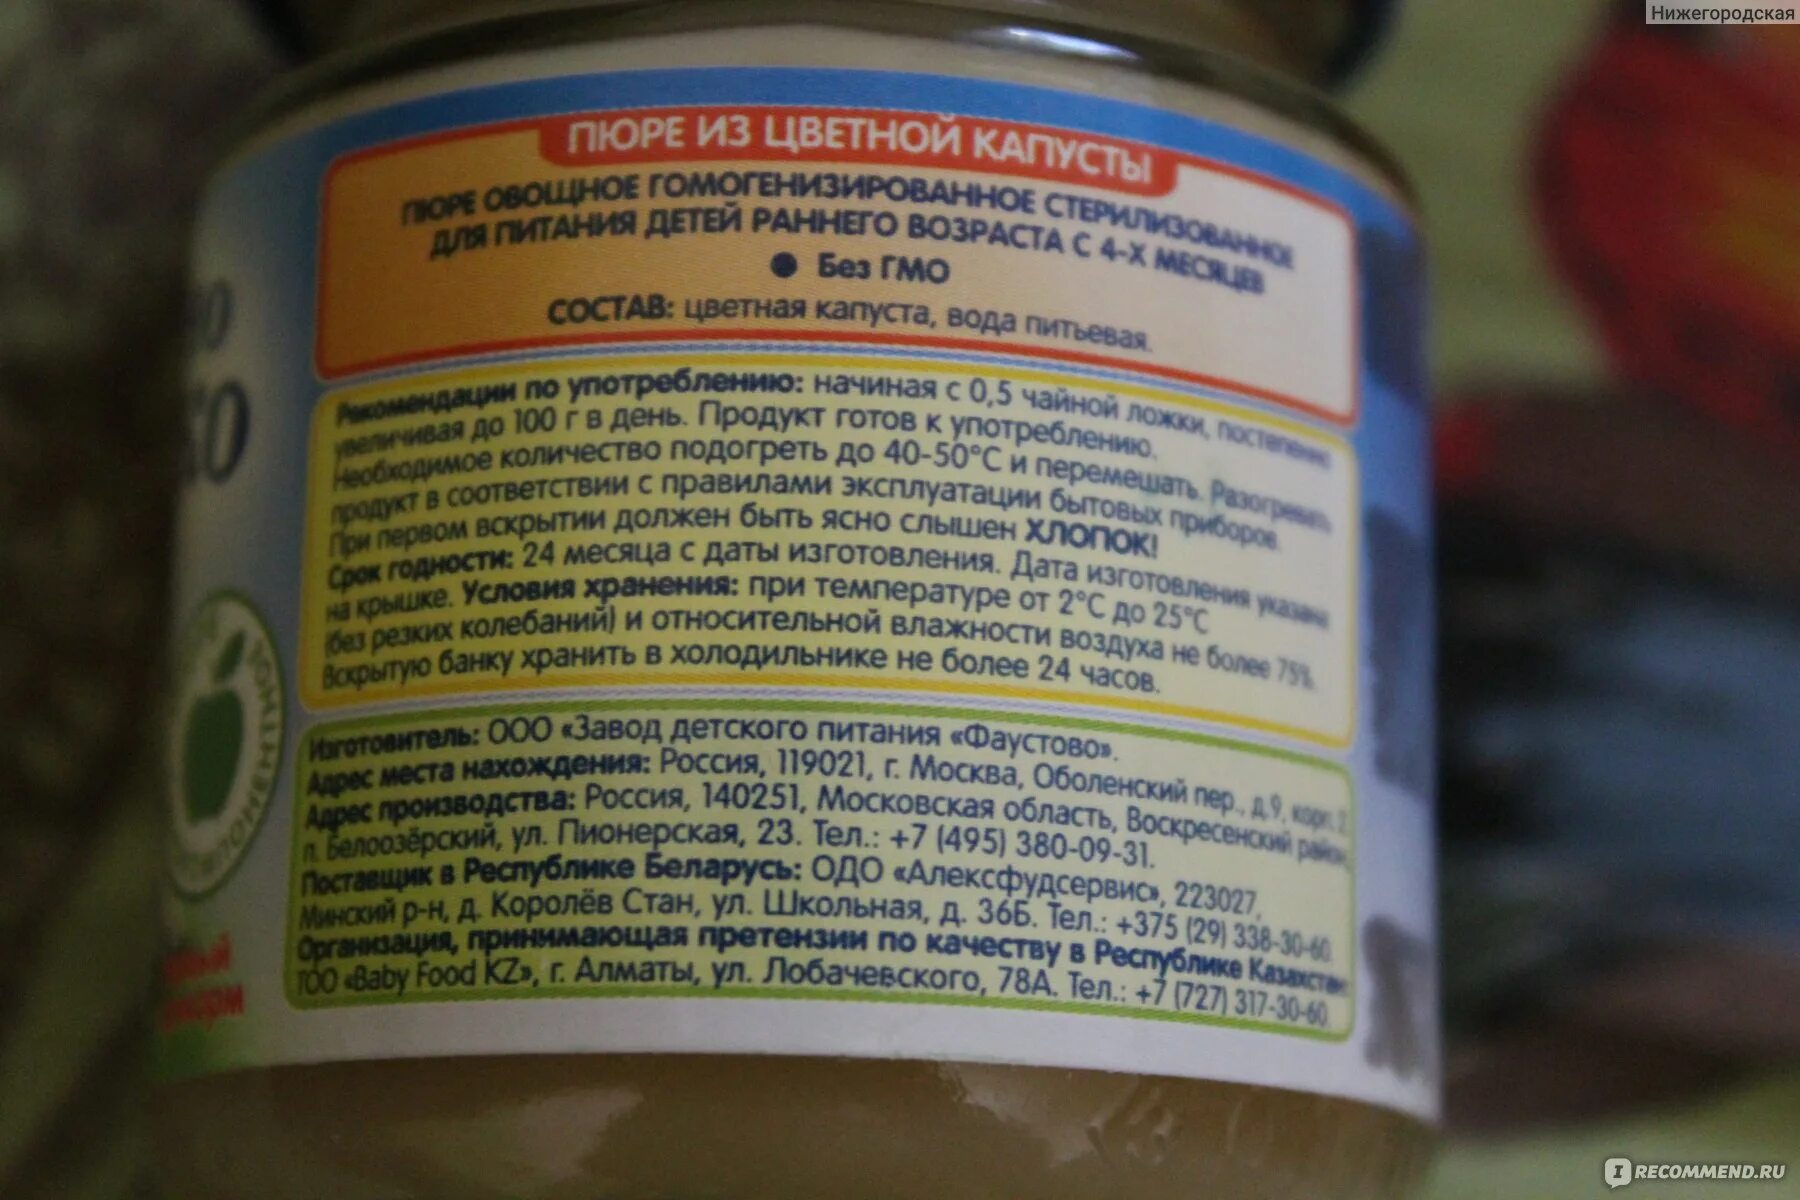 Нижегородская
ПЮРЕ ИЗ ЦВЕТНОЙ КАПУСТЫ
ПЮРЕ ОВОЩНОЕ ГОМОГЕНИЗИРОВАННОЕ СТЕРИЛИЗОВАННОЕ
ДЛЯ ПИТАНИЯ ДЕТЕЙ РАННЕГО ВОЗРАСТА С 4-Х МЕСЯЦЕВ
● Без ГМО
СОСТАВ: цветная капуста, вода питьевая.
Рекомендации по употреблению: начиная с 0,5 чайной ложки, постепенно
увеличивая до 100 г в день. Продукт готов к употреблению.
Необходимое количество подогреть до 40-50°С и перемешать. Разогревать
продукт в соответствии с правилами эксплуатации бытовых приборов.
При первом вскрытии должен быть ясно слышен ХЛОПОК!
Срок годности: 24 месяца с даты изготовления. Дата изготовления указана
на крышке. Условия хранения: при температуре от 2°С до 25°С
(без резких колебаний) и относительной влажности воздуха не более 75%.
Вскрытую банку хранить в холодильнике не более 24 часов.
Изготовитель: ООО «Завод детского питания «Фаустово».
Адрес места нахождения: Россия, 119021, г. Москва, Оболенский пер., д.9, корп. 2
Адрес производства: Россия, 140251, Московская область, Воскресенский район,
п. Белоозёрский, ул. Пионерская, 23. Тел.: +7 (495) 380-09-31.
Поставщик в Республике Беларусь: ОДО «Алексфудсервис», 223027,
Минский р-н, д. Королёв Стан, ул. Школьная, д. 36Б. Тел.: +375 (29) 338-30-60.
Организация, принимающая претензии по качеству в Республике Казахстан:
ТОО «Baby Food KZ», г. Алматы, ул. Лобачевского, 78А. Тел.: +7 (727) 317-30-60.
IRECOMMEND.RU